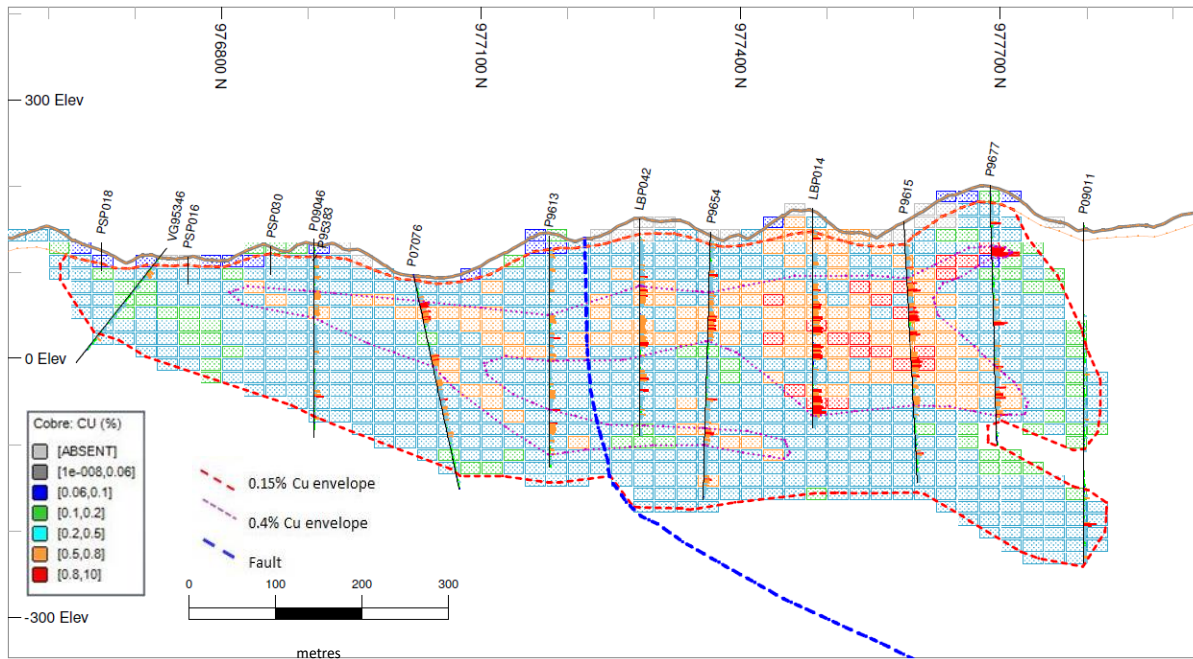 976800 N
977100 N
977400 N
977700 N
300 Elev
0 Elev
-300 Elev
PSP018
VG95346
PSP016
PSP030
P09046
P95383
P07076
P9613
LBP042
P9654
LBP014
P9615
P9677
P09011
Cobre: CU (%)
[ABSENT]
[1e-008,0.06]
[0.06,0.1]
[0.1,0.2]
[0.2,0.5]
[0.5,0.8]
[0.8,10]
0.15% Cu envelope
0.4% Cu envelope
Fault
0 100 200 300
metres